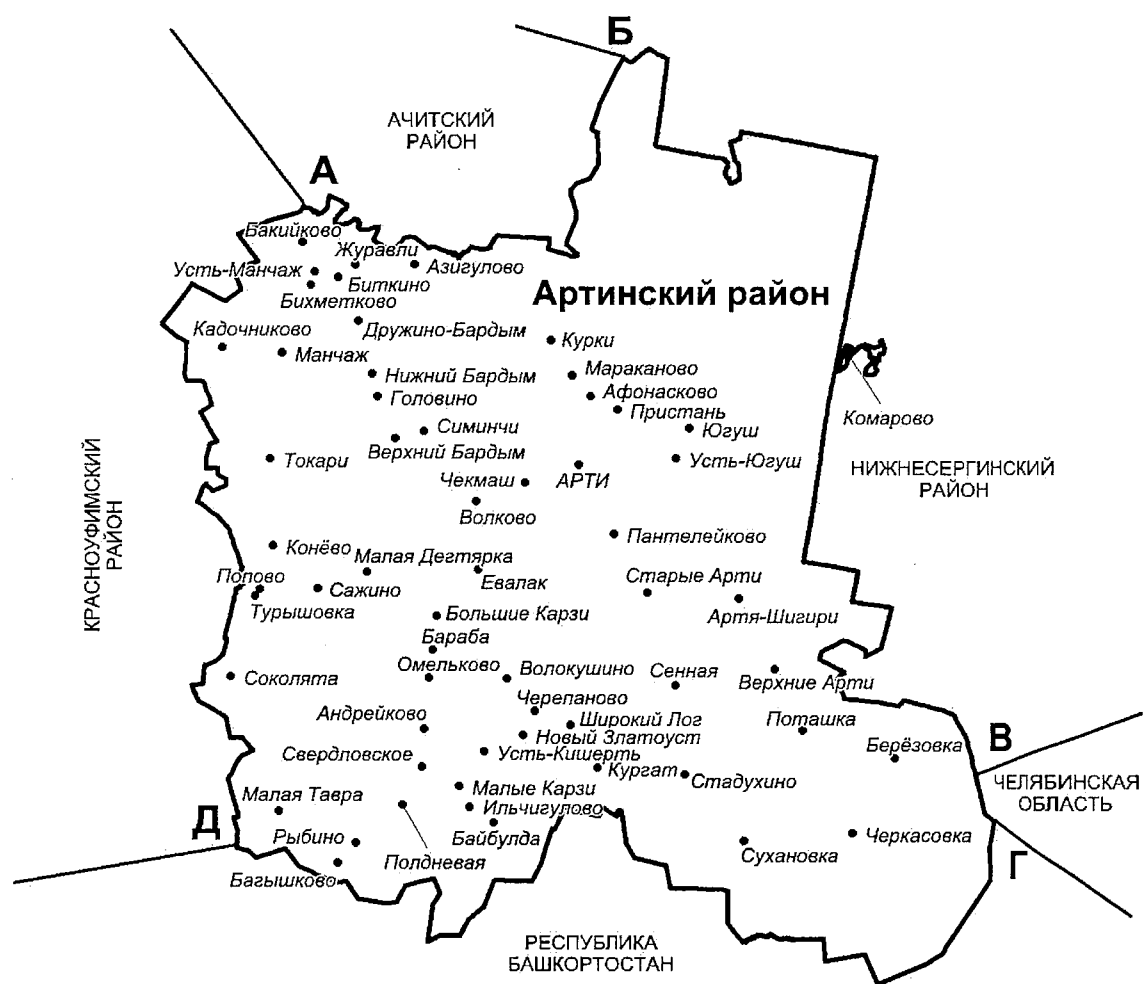 Б
АЧИТСКИЙ
РАЙОН
А
Бакийково
Журавли
Азигулово
Усть-Манчаж
Биткино
Бихметково
Артинский район
Кадочниково
Дружино-Бардым
Манчаж
Курки
Нижний Бардым
Мараканово
Головино
Афонасково
Пристань
Комарово
Симинчи
Югуш
Верхний Бардым
Токари
Усть-Югуш
НИЖНЕСЕРГИНСКИЙ
РАЙОН
АРТИ
Чекмаш
Волково
КРАСНОУФИМСКИЙ
РАЙОН
Пантелейково
Конёво
Малая Дегтярка
Евалак
Старые Арти
Попово
Сажино
Турышовка
Большие Карзи
Артя-Шигири
Бараба
Омельково
Волокушино
Сенная
Верхние Арти
Соколята
Черепаново
Андрейково
Широкий Лог
Поташка
Новый Златоуст
Берёзовка
В
Свердловское
Усть-Кишерть
Кургат
Стадухино
ЧЕЛЯБИНСКАЯ
ОБЛАСТЬ
Малая Тавра
Малые Карзи
Ильчигулово
Д
Рыбино
Байбулда
Черкасовка
Сухановка
Полдневая
Г
Багышково
РЕСПУБЛИКА
БАШКОРТОСТАН